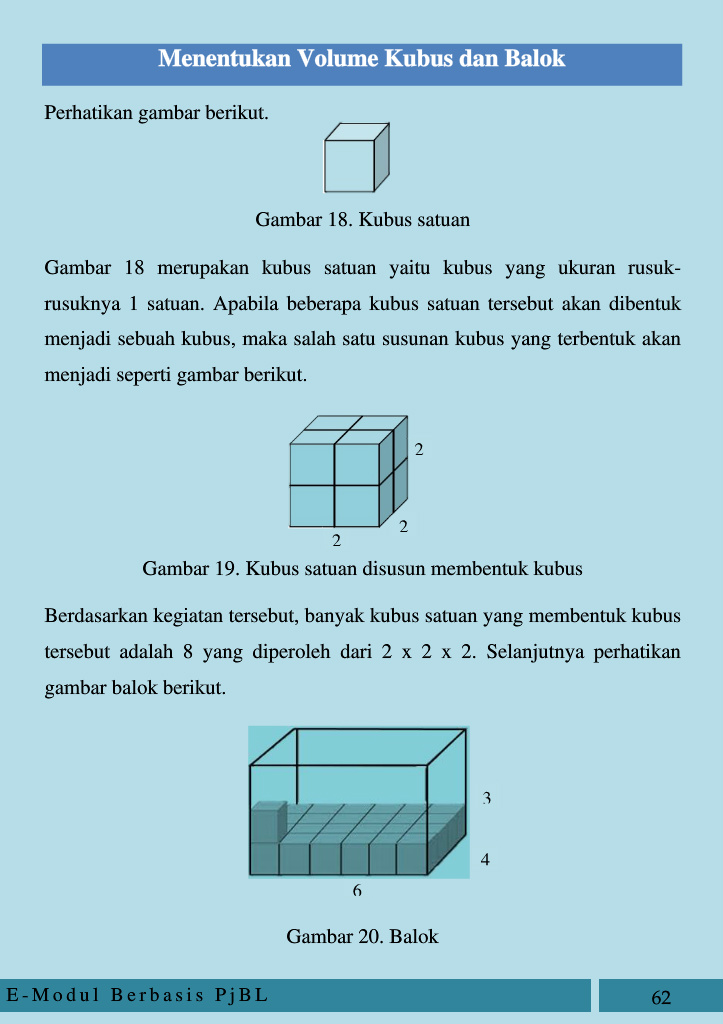 Menentukan Volume Kubus dan Balok
Perhatikan gambar berikut.
Gambar 18. Kubus satuan
Gambar 18 merupakan kubus satuan yaitu kubus yang ukuran rusuk-
rusuknya 1 satuan. Apabila beberapa kubus satuan tersebut akan dibentuk
menjadi sebuah kubus, maka salah satu susunan kubus yang terbentuk akan
menjadi seperti gambar berikut.
2
2
2
Gambar 19. Kubus satuan disusun membentuk kubus
Berdasarkan kegiatan tersebut, banyak kubus satuan yang membentuk kubus
tersebut adalah 8 yang diperoleh dari 2 x 2 x 2. Selanjutnya perhatikan
gambar balok berikut.
3
4
6
Gambar 20. Balok
E-Modul Berbasis PjBL
62